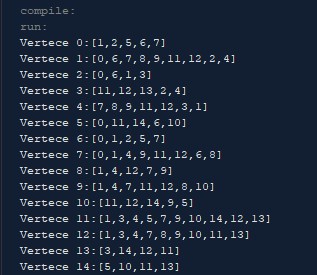 compile:
run:
Vertece 0:[1,2,5,6,7]
Vertece 1:[0,6,7,8,9,11,12,2,4]
Vertece 2:[0,6,1,3]
Vertece 3:[11,12,13,2,4]
Vertece 4:[7,8,9,11,12,3,1]
Vertece 5:[0,11,14,6,10]
Vertece 6:[0,1,2,5,7]
Vertece 7:[0,1,4,9,11,12,6,8]
Vertece 8:[1,4,12,7,9]
Vertece 9:[1,4,7,11,12,8,10]
Vertece 10:[11,12,14,9,5]
Vertece 11:[1,3,4,5,7,9,10,14,12,13]
Vertece 12:[1,3,4,7,8,9,10,11,13]
Vertece 13:[3,14,12,11]
Vertece 14:[5,10,11,13]